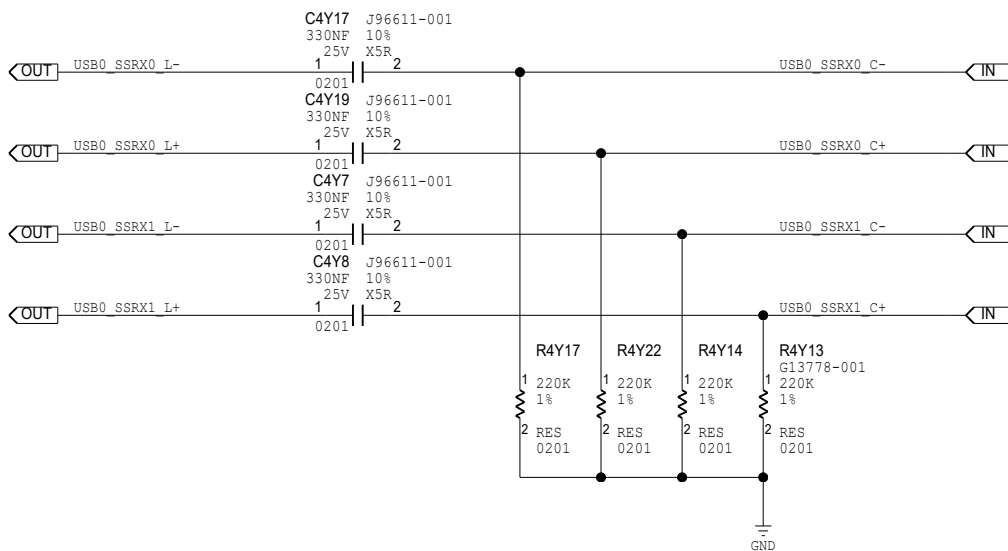 C4Y17 J96611-001
330NF 10%
25V X5R
OUT USB0_SSRX0_L- 1 2 USB0_SSRX0_C- IN
0201
C4Y19 J96611-001
330NF 10%
25V X5R
OUT USB0_SSRX0_L+ 1 2 USB0_SSRX0_C+ IN
0201
C4Y7 J96611-001
330NF 10%
25V X5R
OUT USB0_SSRX1_L- 1 2 USB0_SSRX1_C- IN
0201
C4Y8 J96611-001
330NF 10%
25V X5R
OUT USB0_SSRX1_L+ 1 2 USB0_SSRX1_C+ IN
0201
R4Y17 R4Y22 R4Y14 R4Y13
G13778-001
1 220K 1 220K 1 220K 1 220K
1% 1% 1% 1%
2 RES 2 RES 2 RES 2 RES
0201 0201 0201 0201
GND